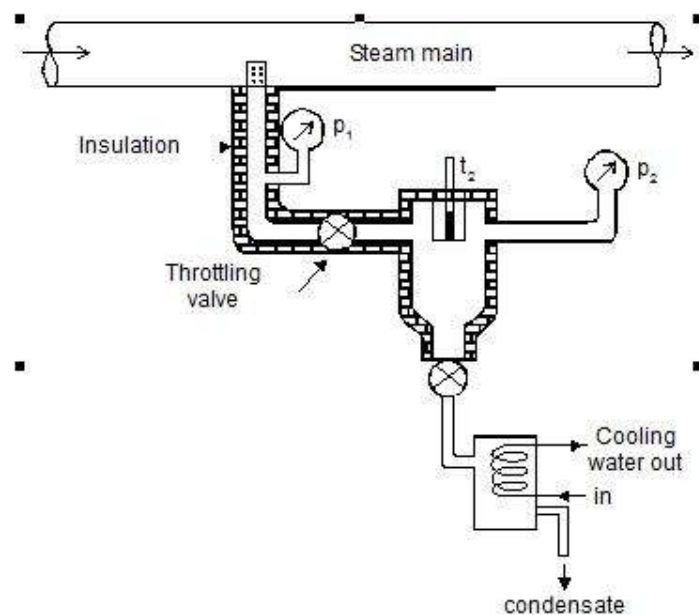 Steam main
Insulation
p₁
t₂
p₂
Throttling
valve
Cooling
water out
in
condensate